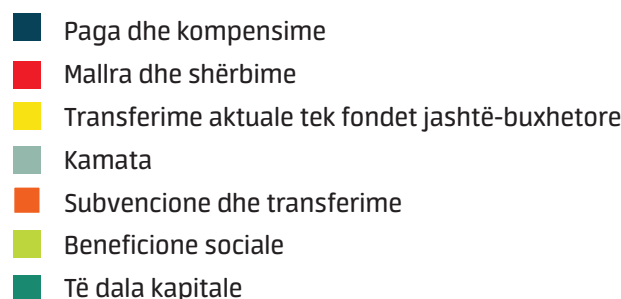 Paga dhe kompensime
Mallra dhe shërbime
Transferime aktuale tek fondet jashtë-buxhetore
Kamata
Subvencione dhe transferime
Beneficione sociale
Të dala kapitale